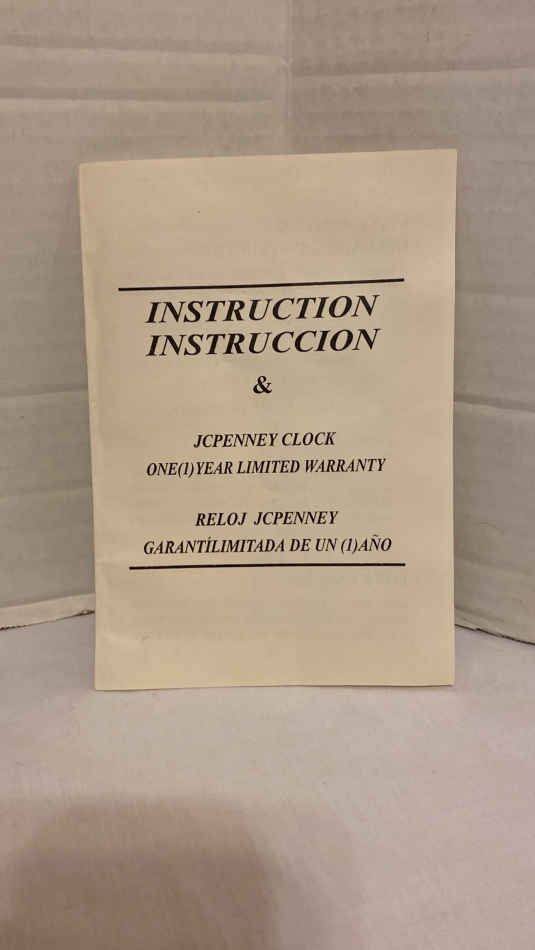 INSTRUCTION
INSTRUCCION
&
JCPENNEY CLOCK
ONE(1)YEAR LIMITED WARRANTY
RELOJ JCPENNEY
GARANTÍLIMITADA DE UN (1)AÑO